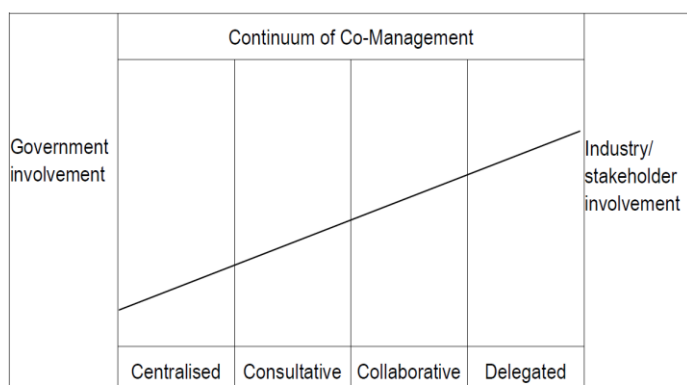 Continuum of Co-Management
Government
involvement
Industry/
stakeholder
involvement
Centralised
Consultative
Collaborative
Delegated